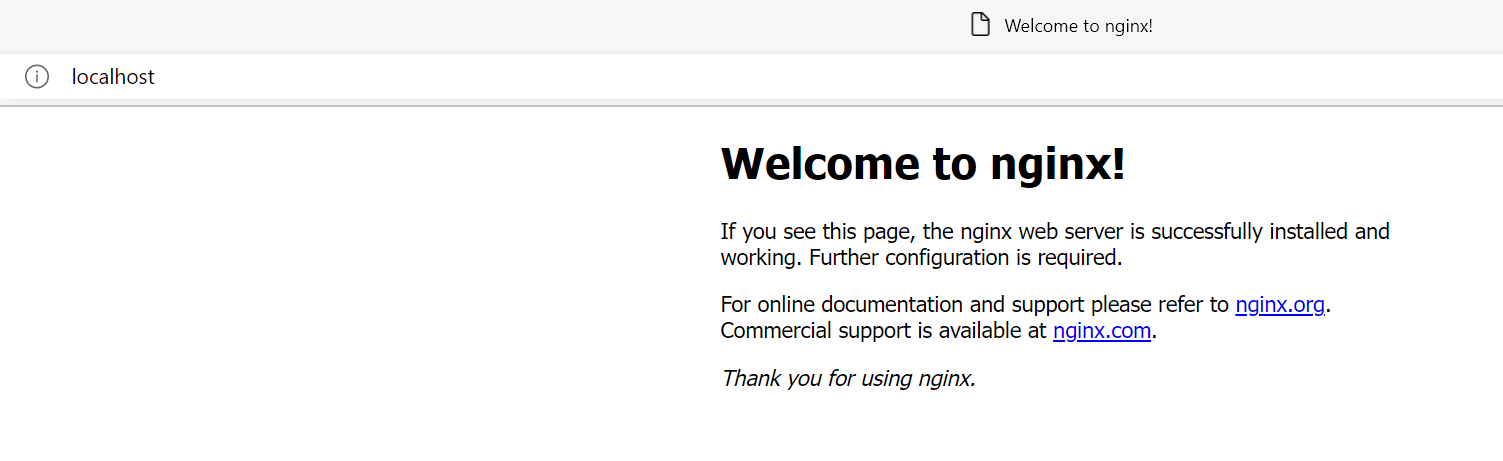 Welcome to nginx!
localhost
Welcome to nginx!
If you see this page, the nginx web server is successfully installed and
working. Further configuration is required.
For online documentation and support please refer to nginx.org.
Commercial support is available at nginx.com.
Thank you for using nginx.